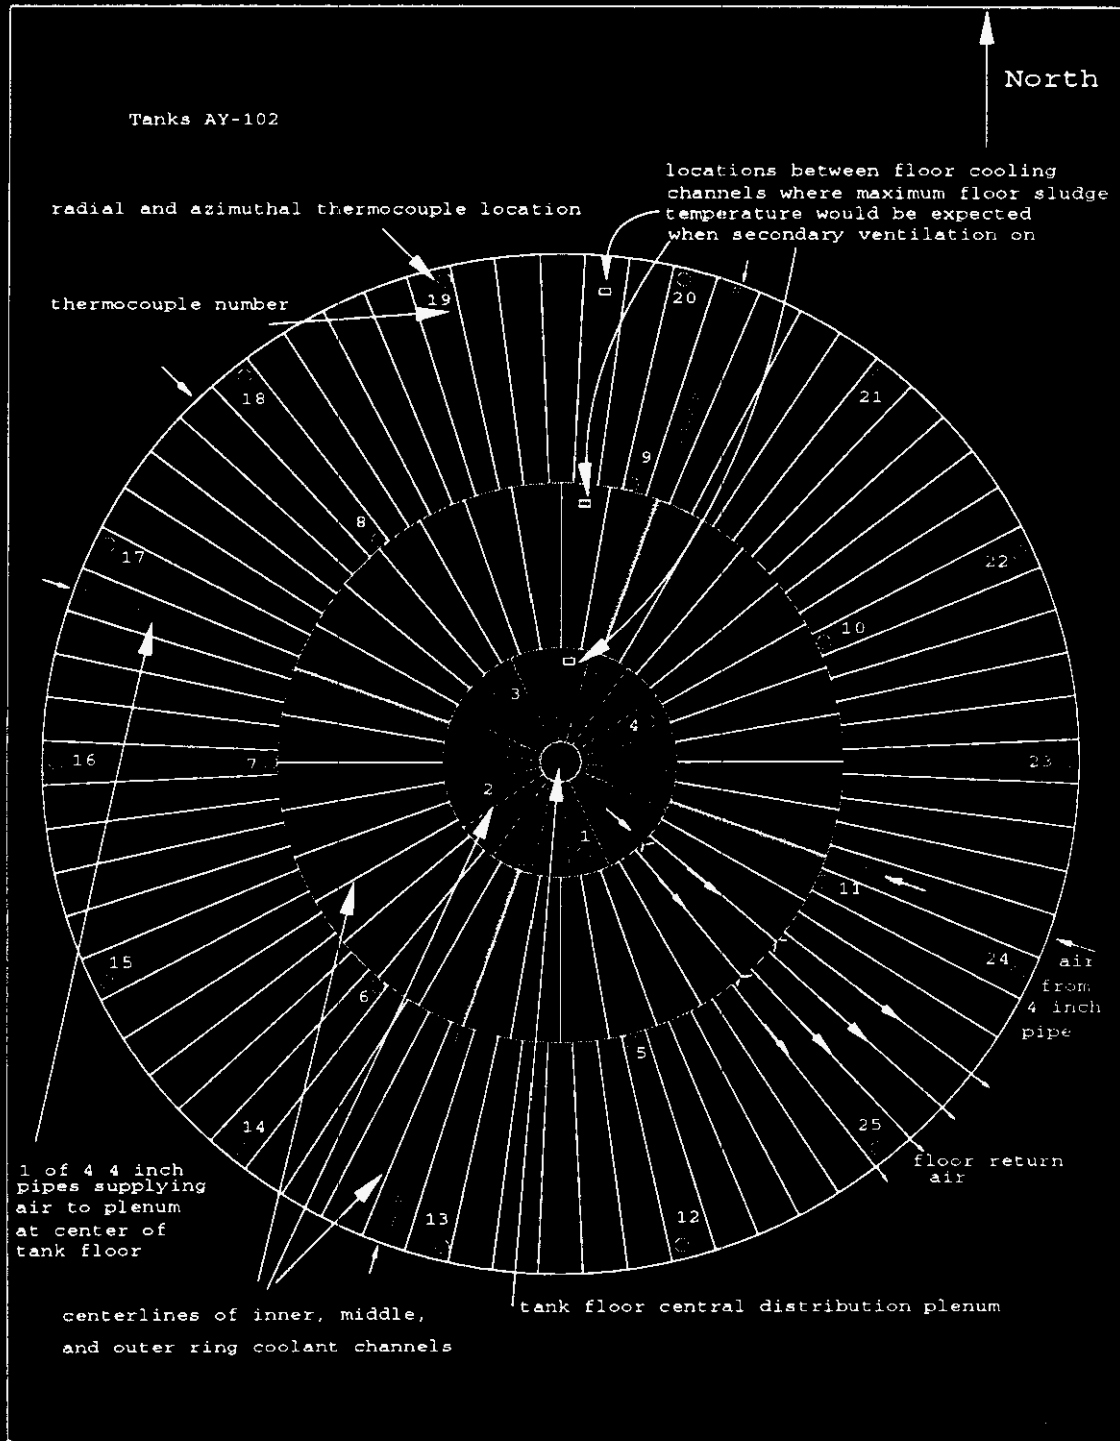 North
Tanks AY-102
locations between floor cooling
channels where maximum floor sludge
temperature would be expected
when secondary ventilation on
radial and azimuthal thermocouple location
thermocouple number
19
20
18
21
9
8
17
22
10
3
4
16
7
23
2
1
11
15
24
air
from
4 inch
pipe
6
5
14
25
floor return
air
1 of 4 4 inch
pipes supplying
air to plenum
at center of
tank floor
13
12
tank floor central distribution plenum
centerlines of inner, middle,
and outer ring coolant channels